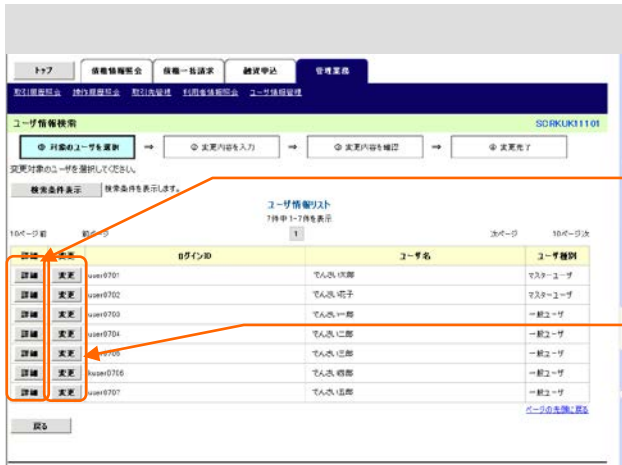 トップ 債権情報照会 債権一括請求 融資申込 管理業務
取引履歴照会 操作履歴照会 取引先管理 利用者情報照会 ユーザ情報管理
ユーザ情報検索 SCRKUK11101
① 対象のユーザを選択 ⇒ ② 変更内容を入力 ⇒ ③ 変更内容を確認 ⇒ ④ 変更完了
変更対象のユーザを選択してください。
検索条件表示 検索条件を表示します。
ユーザ情報リスト
7件中 1-7件を表示
10ページ前 前ページ 1 次ページ 10ページ次
詳細 変更 ログインID ユーザ名 ユーザ種別
詳細 変更 user0701 でんさい太郎 マスターユーザ
詳細 変更 user0702 でんさい花子 マスターユーザ
詳細 変更 user0703 でんさい一郎 一般ユーザ
詳細 変更 user0704 でんさい二郎 一般ユーザ
詳細 変更 でんさい三郎 一般ユーザ
詳細 変更 kuser0706 でんさい四郎 一般ユーザ
詳細 変更 user0707 でんさい五郎 一般ユーザ
ページの先頭に戻る
戻る